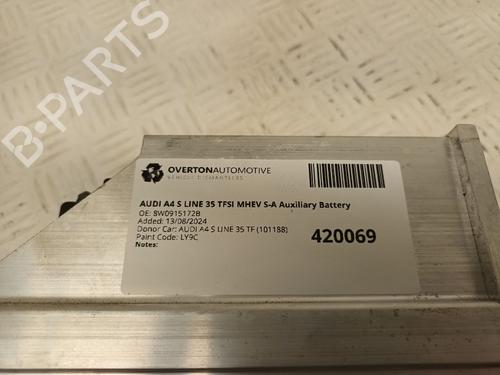 B-PARTS
OVERTONAUTOMOTIVE
VEHICLE DISMANTLERS
AUDI A4 S LINE 35 TFSI MHEV S-A Auxiliary Battery
OE: 8W0915172B
Added: 13/08/2024
Donor Car: AUDI A4 S LINE 35 TF (101188)
Paint Code: LY9C
Notes:
420069